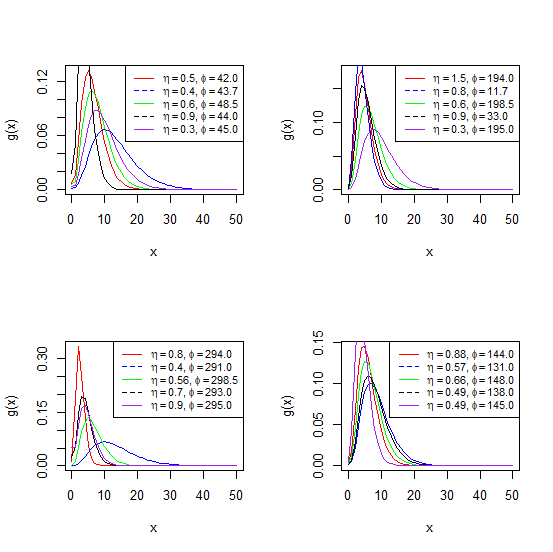 η = 0.5, ϕ = 42.0
η = 0.4, ϕ = 43.7
η = 0.6, ϕ = 48.5
η = 0.9, ϕ = 44.0
η = 0.3, ϕ = 45.0
g(x)
0.12
0.06
0.00
0 10 20 30 40 50
x
η = 1.5, ϕ = 194.0
η = 0.8, ϕ = 11.7
η = 0.6, ϕ = 198.5
η = 0.9, ϕ = 33.0
η = 0.3, ϕ = 195.0
g(x)
0.10
0.00
0 10 20 30 40 50
x
η = 0.8, ϕ = 294.0
η = 0.4, ϕ = 291.0
η = 0.56, ϕ = 298.5
η = 0.7, ϕ = 293.0
η = 0.9, ϕ = 295.0
g(x)
0.30
0.15
0.00
0 10 20 30 40 50
x
η = 0.88, ϕ = 144.0
η = 0.57, ϕ = 131.0
η = 0.66, ϕ = 148.0
η = 0.49, ϕ = 138.0
η = 0.49, ϕ = 145.0
g(x)
0.15
0.10
0.05
0.00
0 10 20 30 40 50
x